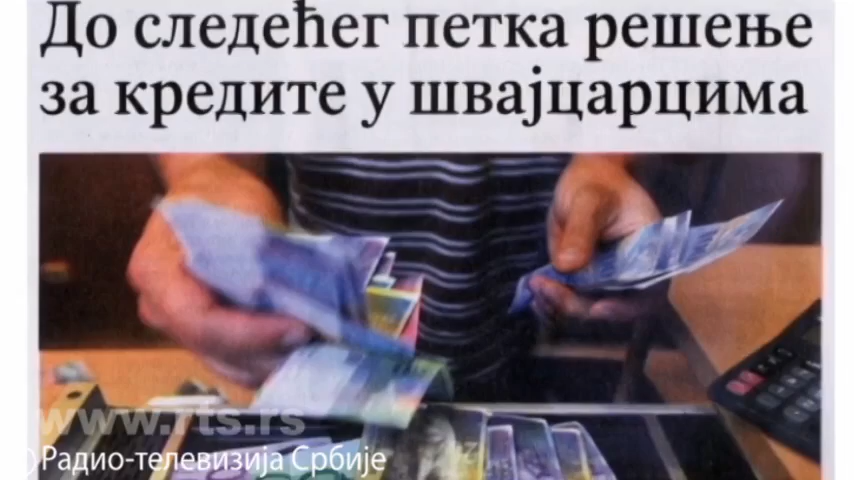 До следећег петка решење
за кредите у швајцарцима
www.rts.rs
Радио-телевизија Србије